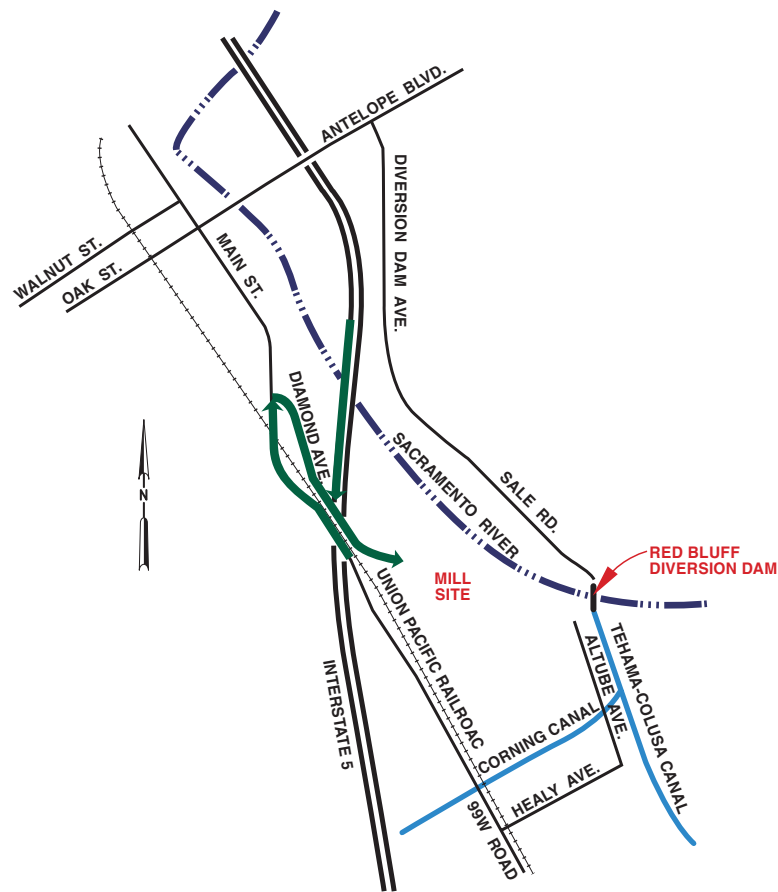 ANTELOPE BLVD.
WALNUT ST.
OAK ST.
MAIN ST.
DIVERSION DAM AVE.
DIAMOND AVE.
SACRAMENTO RIVER
SALE RD.
N
RED BLUFF
DIVERSION DAM
MILL
SITE
UNION PACIFIC RAILROAC
INTERSTATE 5
ALTUBE AVE.
TEHAMA-COLUSA CANAL
CORNING CANAL
HEALY AVE.
99W ROAD